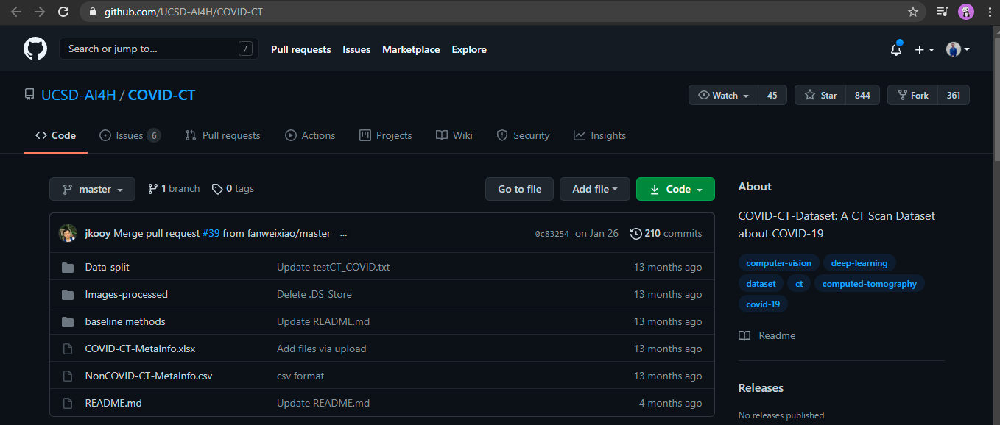 github.com/UCSD-AI4H/COVID-CT
Search or jump to... /
Pull requests Issues Marketplace Explore
UCSD-AI4H / COVID-CT
Watch 45 Star 844 Fork 361
Code Issues 6 Pull requests Actions Projects Wiki Security Insights
master 1 branch 0 tags Go to file Add file Code
jkooy Merge pull request #39 from fanweixiao/master ... 0c83254 on Jan 26 210 commits
Data-split Update testCT_COVID.txt 13 months ago
Images-processed Delete .DS_Store 13 months ago
baseline methods Update README.md 13 months ago
COVID-CT-MetaInfo.xlsx Add files via upload 13 months ago
NonCOVID-CT-MetaInfo.csv csv format 13 months ago
README.md Update README.md 4 months ago
About
COVID-CT-Dataset: A CT Scan Dataset
about COVID-19
computer-vision deep-learning
dataset ct computed-tomography
covid-19
Readme
Releases
No releases published